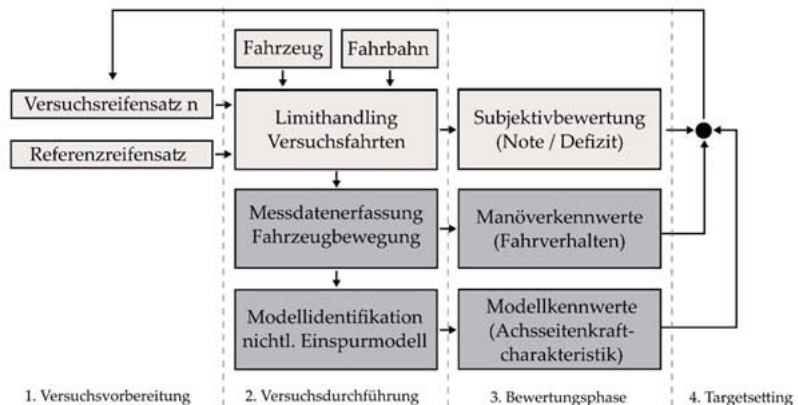 Fahrzeug
Fahrbahn
Versuchsreifensatz n
Referenzreifensatz
Limithandling
Versuchsfahrten
Subjektivbewertung
(Note / Defizit)
Messdatenerfassung
Fahrzeugbewegung
Manöverkennwerte
(Fahrverhalten)
Modellidentifikation
nichtl. Einspurmodell
Modellkennwerte
(Achsseitenkraft-
charakteristik)
1. Versuchsvorbereitung
2. Versuchsdurchführung
3. Bewertungsphase
4. Targetsetting